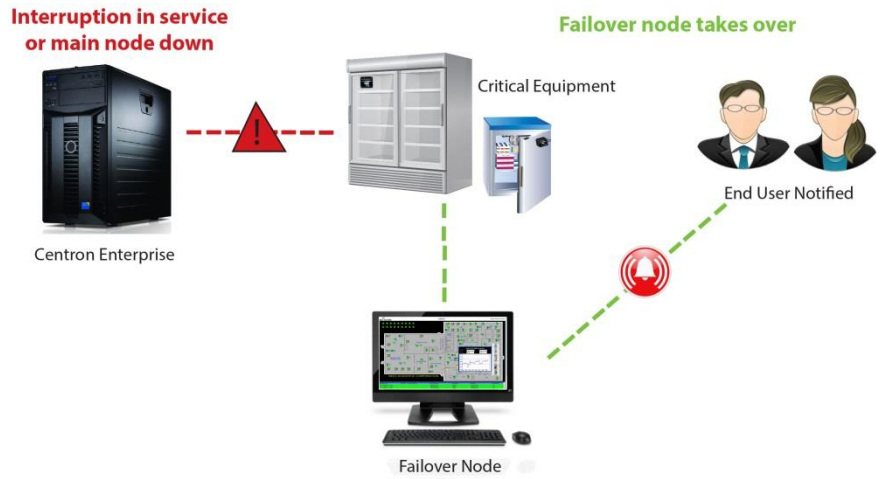 Interruption in service
or main node down
Failover node takes over
Critical Equipment
End User Notified
Centron Enterprise
Failover Node